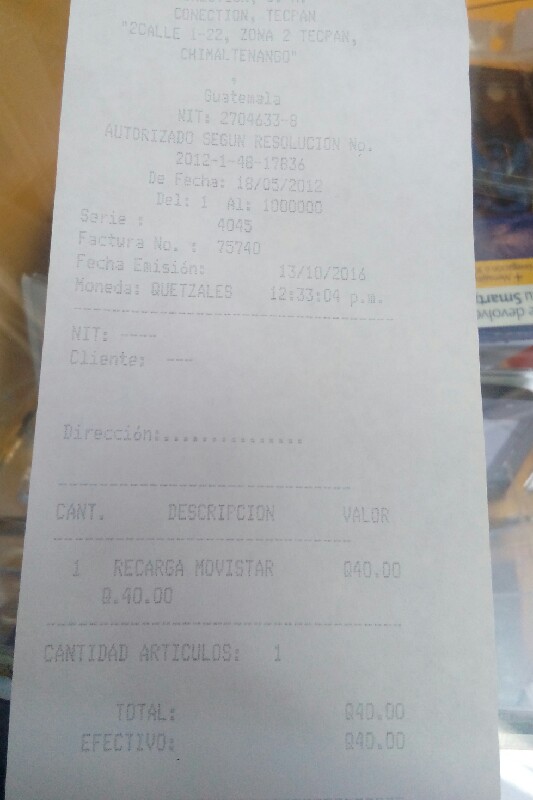 CONECTION, TECPAN
"2CALLE 1-22, ZONA 2 TECPAN,
CHIMALTENANGO"
,
Guatemala
NIT: 2704633-8
AUTORIZADO SEGUN RESOLUCION No.
2012-1-48-17836
De Fecha: 18/05/2012
Del: 1 Al: 1000000
Serie : 4045
Factura No. : 75740
Fecha Emisión: 13/10/2016
Moneda: QUETZALES 12:33:04 p.m.
NIT: ----
Cliente: ---
Dirección:................
CANT. DESCRIPCION VALOR
1 RECARGA MOVISTAR Q40.00
Q.40.00
CANTIDAD ARTICULOS: 1
TOTAL: Q40.00
EFECTIVO: Q40.00